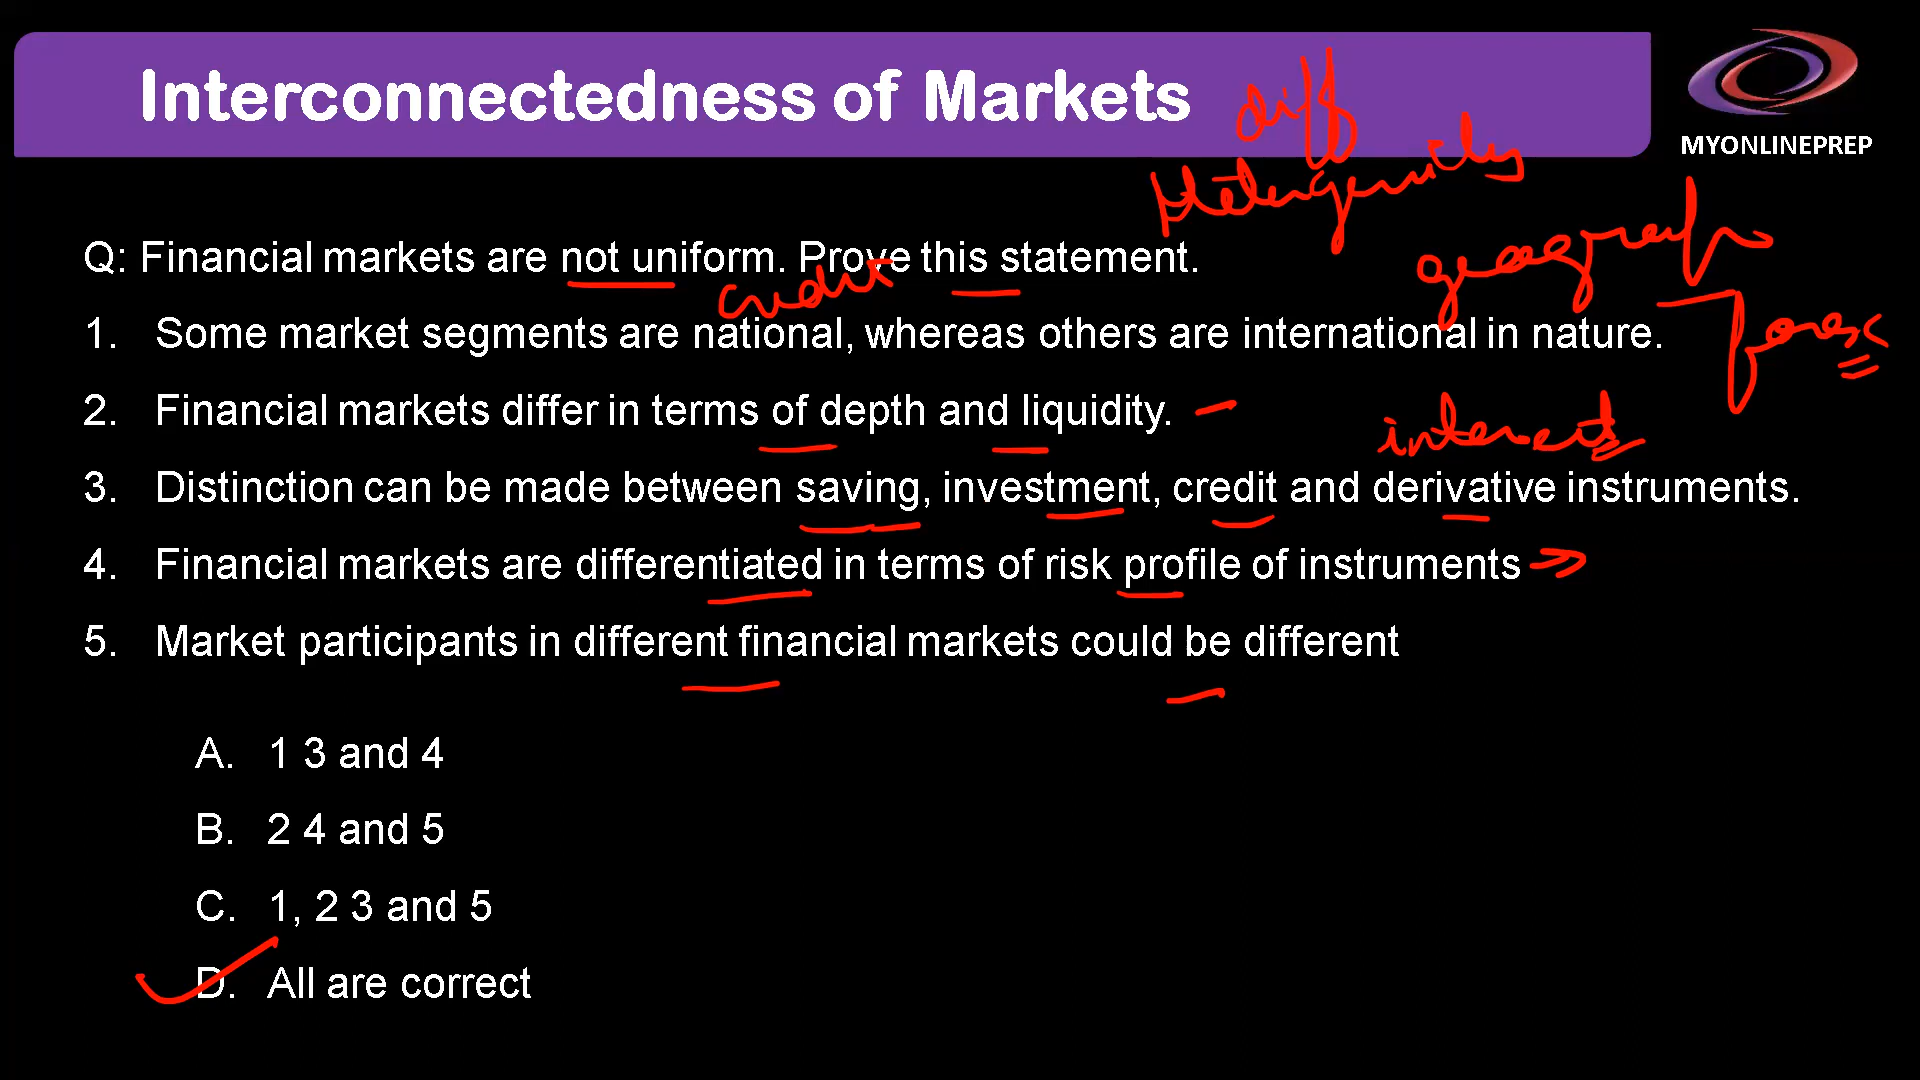 Interconnectedness of Markets
diff
MYONLINEPREP
Heterogeneity
Q: Financial markets are not uniform. Prove this statement.
geograph
credit
1. Some market segments are national, whereas others are international in nature.
forex
2. Financial markets differ in terms of depth and liquidity.
interest
3. Distinction can be made between saving, investment, credit and derivative instruments.
4. Financial markets are differentiated in terms of risk profile of instruments
5. Market participants in different financial markets could be different
A. 1 3 and 4
B. 2 4 and 5
C. 1, 2 3 and 5
D. All are correct